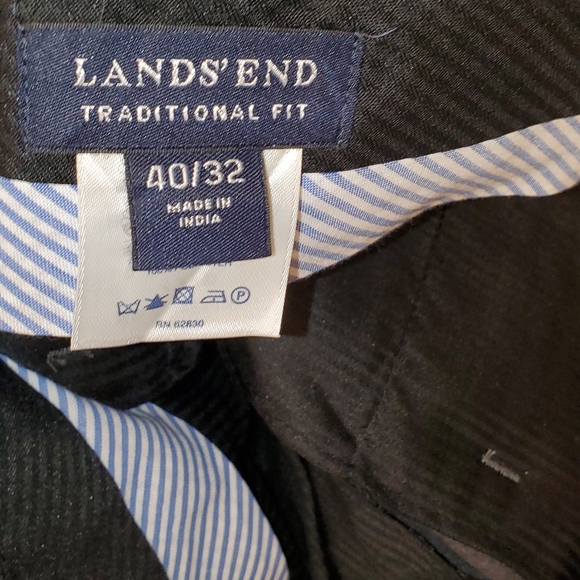 LANDS' END
TRADITIONAL FIT
40/32
MADE IN
INDIA
P
RN 62830